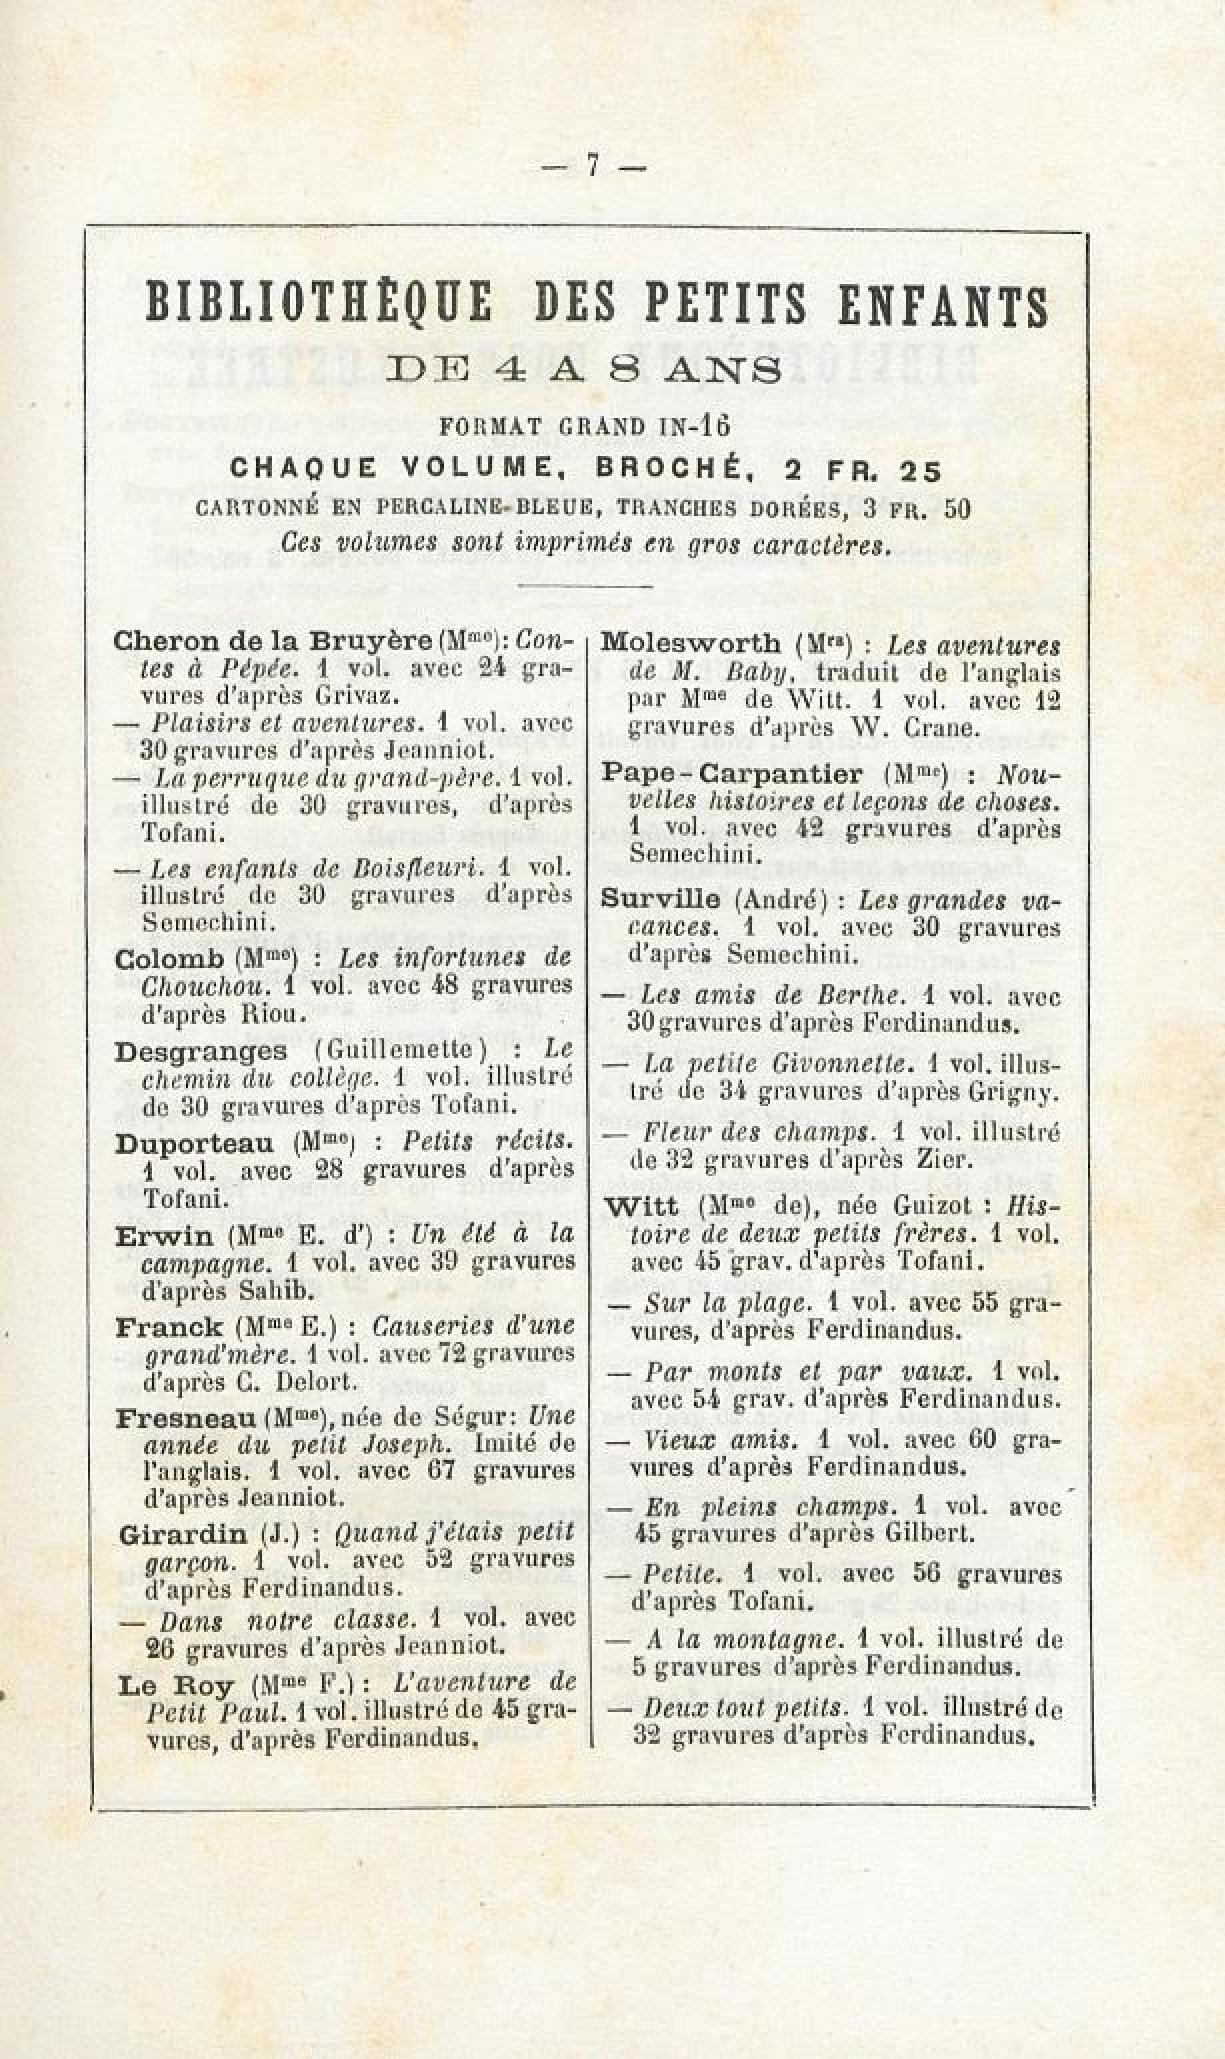 — 7 —
BIBLIOTHÈQUE DES PETITS ENFANTS
DE 4 A 8 ANS
FORMAT GRAND IN-16
CHAQUE VOLUME, BROCHÉ, 2 FR. 25
CARTONNÉ EN PERCALINE BLEUE, TRANCHES DORÉES, 3 FR. 50
Ces volumes sont imprimés en gros caractères.
Cheron de la Bruyère (Mme): Con-
tes à Pépée. 1 vol. avec 24 gra-
vures d'après Grivaz.
— Plaisirs et aventures. 1 vol. avec
30 gravures d'après Jeanniot.
— La perruque du grand-père. 1 vol.
illustré de 30 gravures, d'après
Tofani.
— Les enfants de Boisfleuri. 1 vol.
illustré de 30 gravures d'après
Semechini.
Colomb (Mme) : Les infortunes de
Chouchou. 1 vol. avec 48 gravures
d'après Riou.
Desgranges (Guillemette) : Le
chemin du collège. 1 vol. illustré
de 30 gravures d'après Tofani.
Duporteau (Mme) : Petits récits.
1 vol. avec 28 gravures d'après
Tofani.
Erwin (Mme E. d') : Un été à la
campagne. 1 vol. avec 39 gravures
d'après Sahib.
Franck (Mme E.) : Causeries d'une
grand'mère. 1 vol. avec 72 gravures
d'après C. Delort.
Fresneau (Mme), née de Ségur: Une
année du petit Joseph. Imité de
l'anglais. 1 vol. avec 67 gravures
d'après Jeanniot.
Girardin (J.) : Quand j'étais petit
garçon. 1 vol. avec 52 gravures
d'après Ferdinandus.
— Dans notre classe. 1 vol. avec
26 gravures d'après Jeanniot.
Le Roy (Mme F.) : L'aventure de
Petit Paul. 1 vol. illustré de 45 gra-
vures, d'après Ferdinandus.
Molesworth (Mrs) : Les aventures
de M. Baby, traduit de l'anglais
par Mme de Witt. 1 vol. avec 12
gravures d'après W. Crane.
Pape-Carpantier (Mme) : Nou-
velles histoires et leçons de choses.
1 vol. avec 42 gravures d'après
Semechini.
Surville (André) : Les grandes va-
cances. 1 vol. avec 30 gravures
d'après Semechini.
— Les amis de Berthe. 1 vol. avec
30 gravures d'après Ferdinandus.
— La petite Givonnette. 1 vol. illus-
tré de 34 gravures d'après Grigny.
— Fleur des champs. 1 vol. illustré
de 32 gravures d'après Zier.
Witt (Mme de), née Guizot : His-
toire de deux petits frères. 1 vol.
avec 45 grav. d'après Tofani.
— Sur la plage. 1 vol. avec 55 gra-
vures, d'après Ferdinandus.
— Par monts et par vaux. 1 vol.
avec 54 grav. d'après Ferdinandus.
— Vieux amis. 1 vol. avec 60 gra-
vures d'après Ferdinandus.
— En pleins champs. 1 vol. avec
45 gravures d'après Gilbert.
— Petite. 1 vol. avec 56 gravures
d'après Tofani.
— A la montagne. 1 vol. illustré de
5 gravures d'après Ferdinandus.
— Deux tout petits. 1 vol. illustré de
32 gravures d'après Ferdinandus.